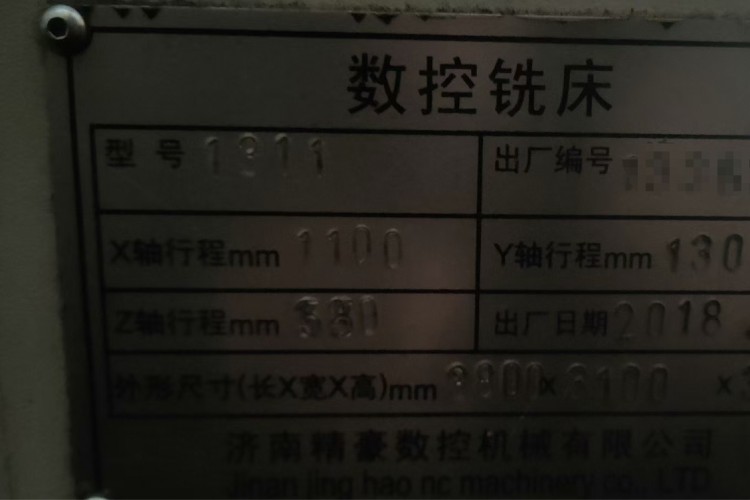 数控铣床
型号 1311 出厂编号
X轴行程mm 1100 Y轴行程mm 130
Z轴行程mm 380 出厂日期 2018
外形尺寸(长X宽X高)mm X 3100 X
济南精豪数控机械有限公司
Jinan jing hao nc machinery co., LTD